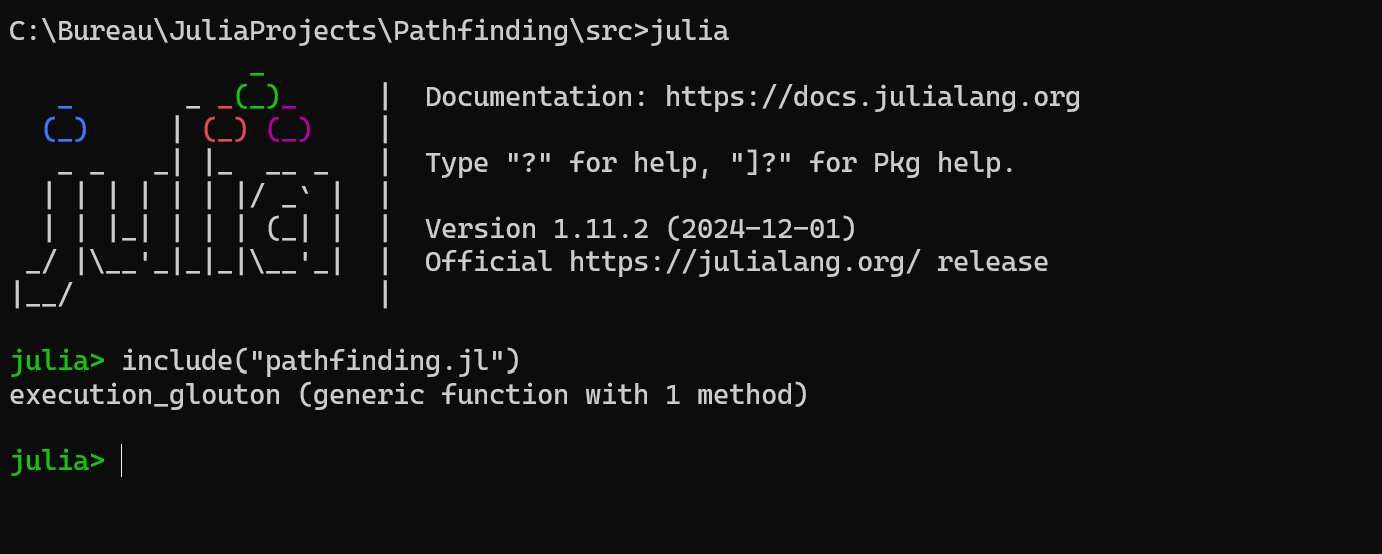 C:\Bureau\JuliaProjects\Pathfinding\src>julia
               _
   _       _ _(_)_     |  Documentation: https://docs.julialang.org
  (_)     | (_) (_)    |
   _ _   _| |_  __ _   |  Type "?" for help, "]?" for Pkg help.
  | | | | | | |/ _` |  |
  | | |_| | | | (_| |  |  Version 1.11.2 (2024-12-01)
 _/ |\__'_|_|_|\__'_|  |  Official https://julialang.org/ release
|__/                   |
julia> include("pathfinding.jl")
execution_glouton (generic function with 1 method)
julia>